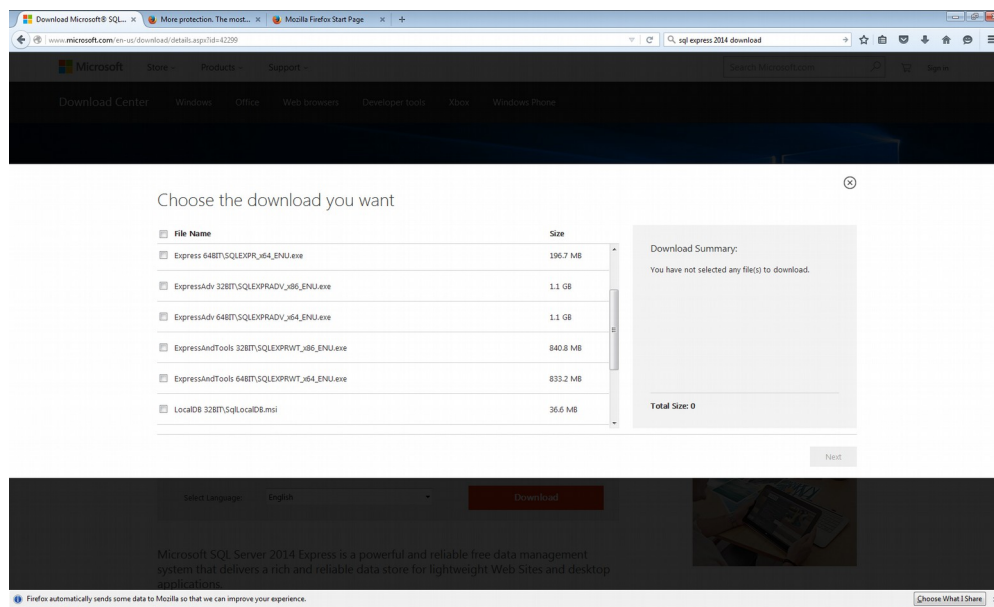 Download Microsoft® SQL... ×
More protection. The most... ×
Mozilla Firefox Start Page ×
www.microsoft.com/en-us/download/details.aspx?id=42299
sql express 2014 download
Microsoft Store Products Support
Search Microsoft.com
Sign in
Download Center Windows Office Web browsers Developer tools Xbox Windows Phone
Choose the download you want
File Name Size
Express 64BIT\SQLEXPR_x64_ENU.exe 196.7 MB
ExpressAdv 32BIT\SQLEXPRADV_x86_ENU.exe 1.1 GB
ExpressAdv 64BIT\SQLEXPRADV_x64_ENU.exe 1.1 GB
ExpressAndTools 32BIT\SQLEXPRWT_x86_ENU.exe 840.8 MB
ExpressAndTools 64BIT\SQLEXPRWT_x64_ENU.exe 833.2 MB
LocalDB 32BIT\SqlLocalDB.msi 36.6 MB
Download Summary:
You have not selected any file(s) to download.
Total Size: 0
Next
Select Language: English Download
Microsoft SQL Server 2014 Express is a powerful and reliable free data management
system that delivers a rich and reliable data store for lightweight Web Sites and desktop
applications.
Firefox automatically sends some data to Mozilla so that we can improve your experience.
Choose What I Share